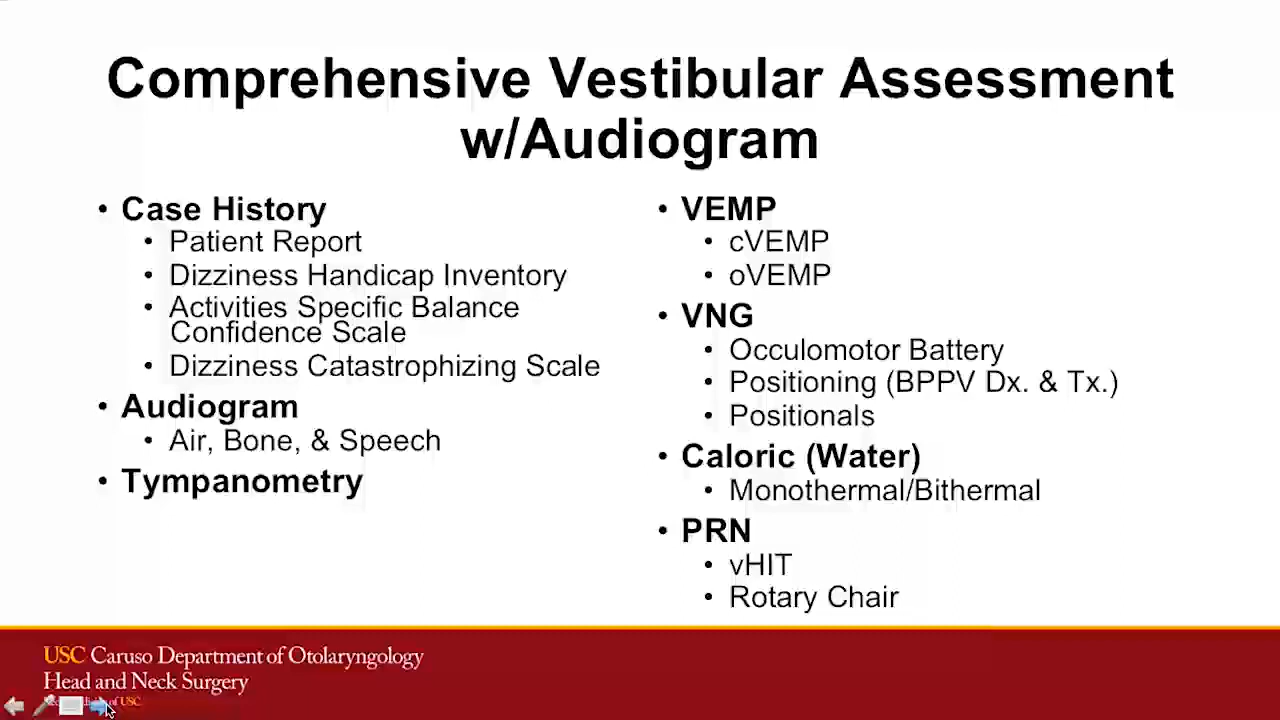 Comprehensive Vestibular Assessment
w/Audiogram
• Case History
• Patient Report
• Dizziness Handicap Inventory
• Activities Specific Balance
Confidence Scale
• Dizziness Catastrophizing Scale
• Audiogram
• Air, Bone, & Speech
• Tympanometry
• VEMP
• cVEMP
• oVEMP
• VNG
• Occulomotor Battery
• Positioning (BPPV Dx. & Tx.)
• Positionals
• Caloric (Water)
• Monothermal/Bithermal
• PRN
• vHIT
• Rotary Chair
USC Caruso Department of Otolaryngology
Head and Neck Surgery
of USC